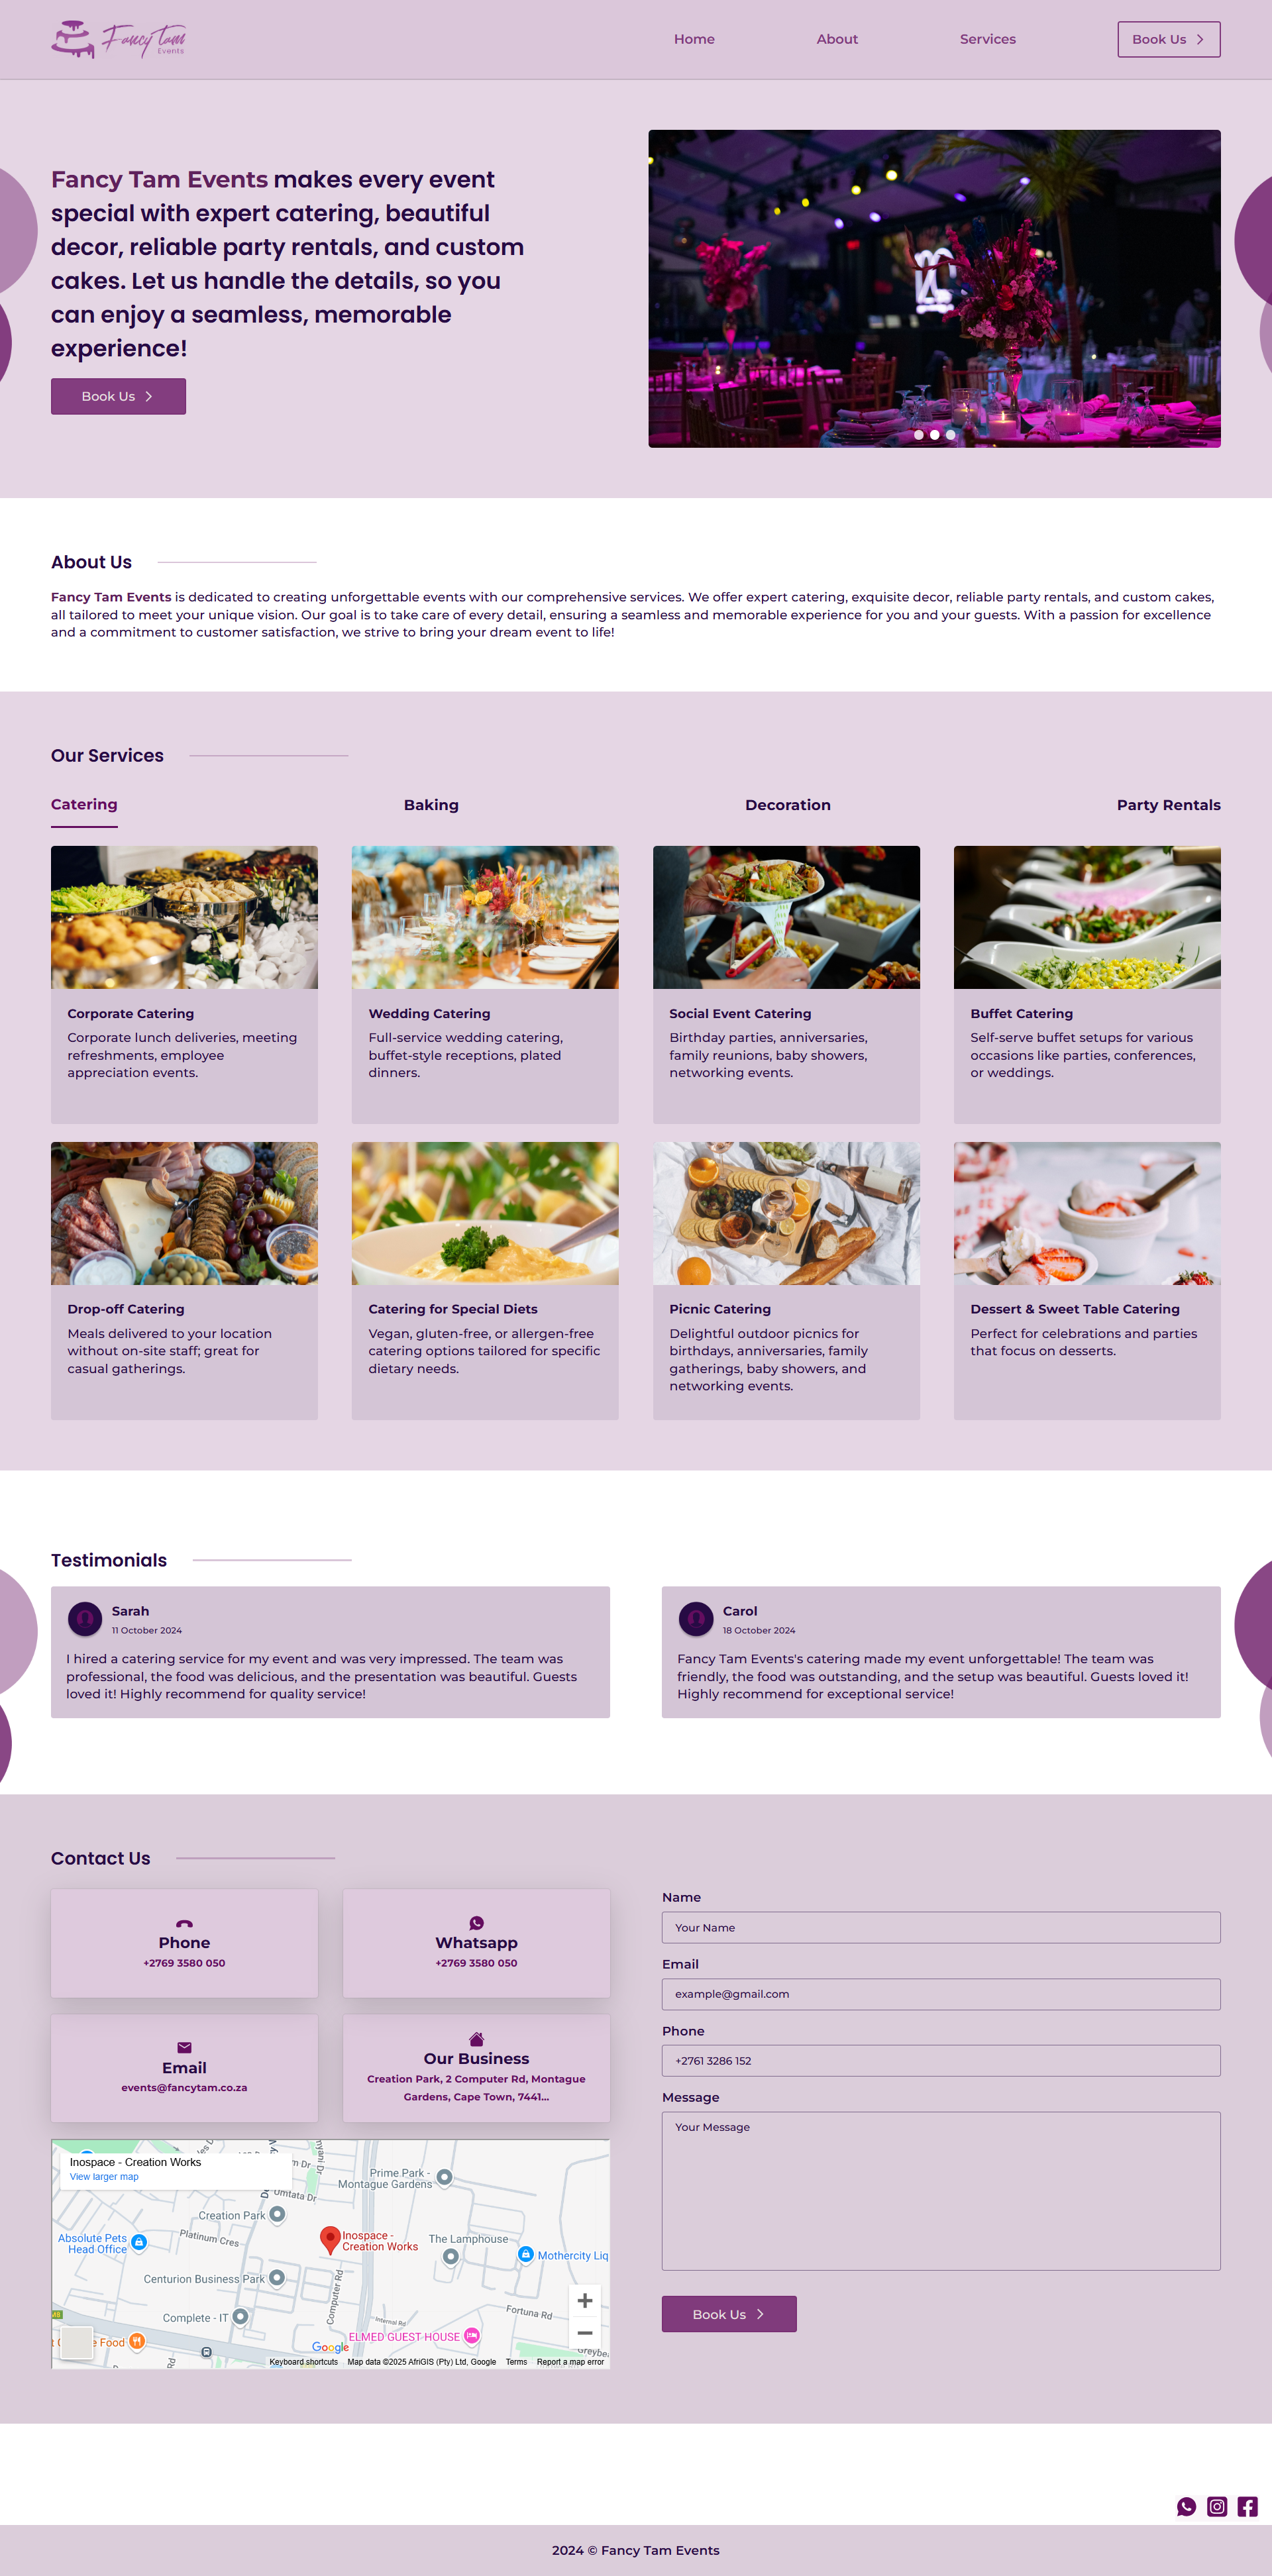 Fancy Tam
Events
Home
About
Services
Book Us
Fancy Tam Events makes every event
special with expert catering, beautiful
decor, reliable party rentals, and custom
cakes. Let us handle the details, so you
can enjoy a seamless, memorable
experience!
Book Us
About Us
Fancy Tam Events is dedicated to creating unforgettable events with our comprehensive services. We offer expert catering, exquisite decor, reliable party rentals, and custom cakes,
all tailored to meet your unique vision. Our goal is to take care of every detail, ensuring a seamless and memorable experience for you and your guests. With a passion for excellence
and a commitment to customer satisfaction, we strive to bring your dream event to life!
Our Services
Catering
Baking
Decoration
Party Rentals
Corporate Catering
Corporate lunch deliveries, meeting
refreshments, employee
appreciation events.
Wedding Catering
Full-service wedding catering,
buffet-style receptions, plated
dinners.
Social Event Catering
Birthday parties, anniversaries,
family reunions, baby showers,
networking events.
Buffet Catering
Self-serve buffet setups for various
occasions like parties, conferences,
or weddings.
Drop-off Catering
Meals delivered to your location
without on-site staff; great for
casual gatherings.
Catering for Special Diets
Vegan, gluten-free, or allergen-free
catering options tailored for specific
dietary needs.
Picnic Catering
Delightful outdoor picnics for
birthdays, anniversaries, family
gatherings, baby showers, and
networking events.
Dessert & Sweet Table Catering
Perfect for celebrations and parties
that focus on desserts.
Testimonials
Sarah
11 October 2024
I hired a catering service for my event and was very impressed. The team was
professional, the food was delicious, and the presentation was beautiful. Guests
loved it! Highly recommend for quality service!
Carol
18 October 2024
Fancy Tam Events's catering made my event unforgettable! The team was
friendly, the food was outstanding, and the setup was beautiful. Guests loved it!
Highly recommend for exceptional service!
Contact Us
Phone
+2769 3580 050
Whatsapp
+2769 3580 050
Email
events@fancytam.co.za
Our Business
Creation Park, 2 Computer Rd, Montague
Gardens, Cape Town, 7441...
Inospace - Creation Works
View larger map
Umtata Dr
Prime Park -
Montague Gardens
Creation Park
Platinum Cres
Absolute Pets
Head Office
Inospace -
Creation Works
The Lamphouse
Mothercity Liq
Centurion Business Park
Computer Rd
Complete - IT
Internal Rd
Fortuna Rd
Food
Google
ELMED GUEST HOUSE
Keyboard shortcuts
Map data ©2025 AfriGIS (Pty) Ltd, Google
Terms
Report a map error
Name
Your Name
Email
example@gmail.com
Phone
+2761 3286 152
Message
Your Message
Book Us
2024 © Fancy Tam Events